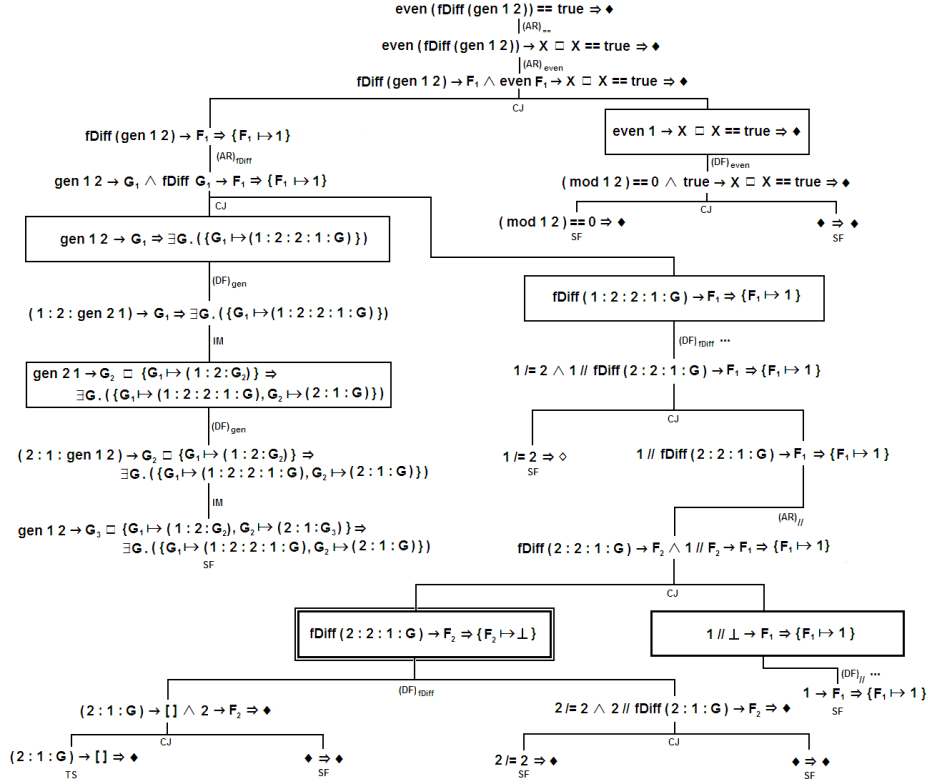 even (fDiff (gen 1 2)) == true ⇒ ♦
(AR)==
even (fDiff (gen 1 2)) → X □ X == true ⇒ ♦
(AR)even
fDiff (gen 1 2) → F₁ ∧ even F₁ → X □ X == true ⇒ ♦
CJ
fDiff (gen 1 2) → F₁ ⇒ {F₁ ↦ 1}
even 1 → X □ X == true ⇒ ♦
(AR)fDiff
(DF)even
gen 1 2 → G₁ ∧ fDiff G₁ → F₁ ⇒ {F₁ ↦ 1}
(mod 1 2) == 0 ∧ true → X □ X == true ⇒ ♦
CJ
CJ
(mod 1 2) == 0 ⇒ ♦
♦ ⇒ ♦
SF
SF
gen 1 2 → G₁ ⇒ ∃G. ({G₁ ↦ (1 : 2 : 2 : 1 : G)})
(DF)gen
fDiff (1 : 2 : 2 : 1 : G) → F₁ ⇒ {F₁ ↦ 1}
(1 : 2 : gen 2 1) → G₁ ⇒ ∃G. ({G₁ ↦ (1 : 2 : 2 : 1 : G)})
IM
(DF)fDiff ...
gen 2 1 → G₂ □ {G₁ ↦ (1 : 2 : G₂)} ⇒
∃G. ({G₁ ↦ (1 : 2 : 2 : 1 : G), G₂ ↦ (2 : 1 : G)})
1 /= 2 ∧ 1 // fDiff (2 : 2 : 1 : G) → F₁ ⇒ {F₁ ↦ 1}
CJ
(DF)gen
(2 : 1 : gen 1 2) → G₂ □ {G₁ ↦ (1 : 2 : G₂)} ⇒
∃G. ({G₁ ↦ (1 : 2 : 2 : 1 : G), G₂ ↦ (2 : 1 : G)})
1 /= 2 ⇒ ◊
SF
1 // fDiff (2 : 2 : 1 : G) → F₁ ⇒ {F₁ ↦ 1}
IM
(AR)//
gen 1 2 → G₃ □ {G₁ ↦ (1 : 2 : G₂), G₂ ↦ (2 : 1 : G₃)} ⇒
∃G. ({G₁ ↦ (1 : 2 : 2 : 1 : G), G₂ ↦ (2 : 1 : G)})
SF
fDiff (2 : 2 : 1 : G) → F₂ ∧ 1 // F₂ → F₁ ⇒ {F₁ ↦ 1}
CJ
fDiff (2 : 2 : 1 : G) → F₂ ⇒ {F₂ ↦ ⊥}
1 // ⊥ → F₁ ⇒ {F₁ ↦ 1}
(DF)// ...
(DF)fDiff
1 → F₁ ⇒ {F₁ ↦ 1}
SF
(2 : 1 : G) → [ ] ∧ 2 → F₂ ⇒ ♦
2 /= 2 ∧ 2 // fDiff (2 : 1 : G) → F₂ ⇒ ♦
CJ
CJ
(2 : 1 : G) → [ ] ⇒ ♦
♦ ⇒ ♦
2 /= 2 ⇒ ♦
♦ ⇒ ♦
TS
SF
SF
SF